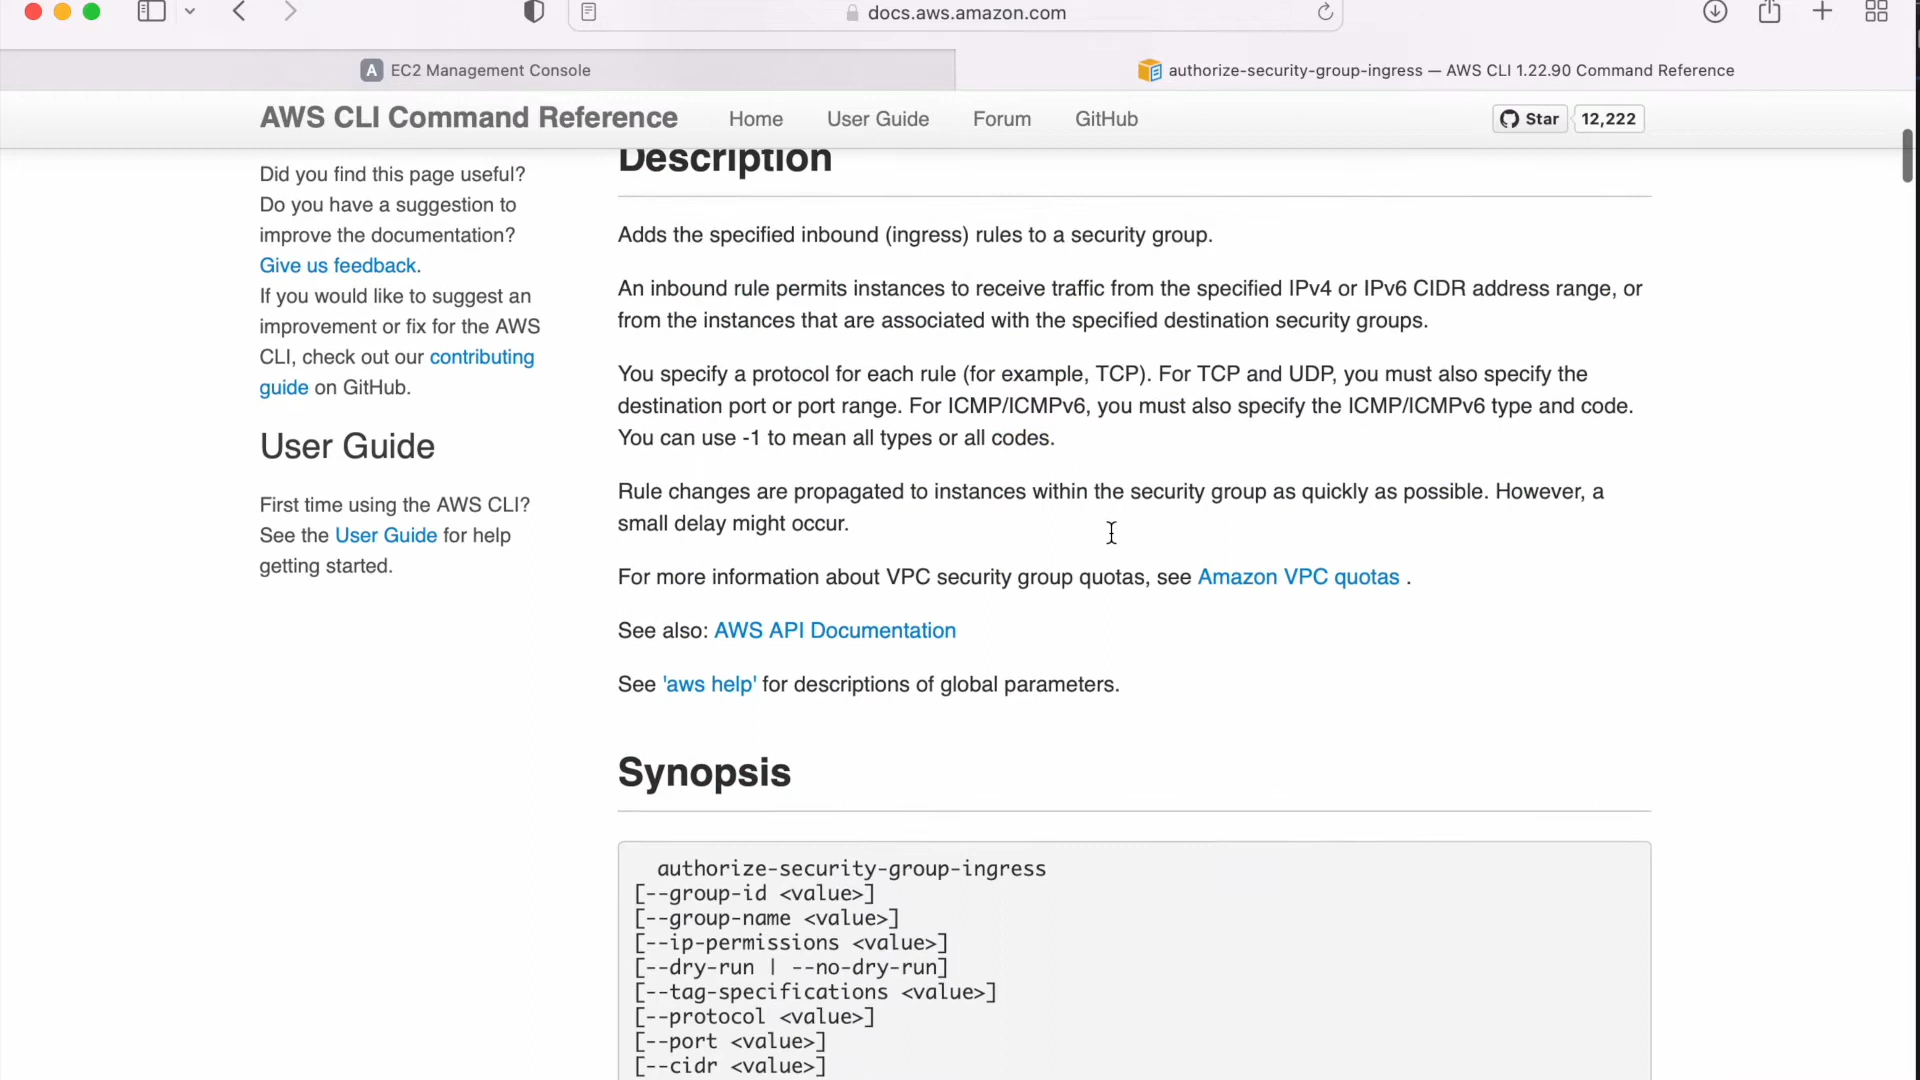 docs.aws.amazon.com
A EC2 Management Console
authorize-security-group-ingress — AWS CLI 1.22.90 Command Reference
AWS CLI Command Reference
Home
User Guide
Forum
GitHub
Star
12,222
Did you find this page useful?
Do you have a suggestion to
improve the documentation?
Give us feedback.
If you would like to suggest an
improvement or fix for the AWS
CLI, check out our contributing
guide on GitHub.
User Guide
First time using the AWS CLI?
See the User Guide for help
getting started.
Description
Adds the specified inbound (ingress) rules to a security group.
An inbound rule permits instances to receive traffic from the specified IPv4 or IPv6 CIDR address range, or
from the instances that are associated with the specified destination security groups.
You specify a protocol for each rule (for example, TCP). For TCP and UDP, you must also specify the
destination port or port range. For ICMP/ICMPv6, you must also specify the ICMP/ICMPv6 type and code.
You can use -1 to mean all types or all codes.
Rule changes are propagated to instances within the security group as quickly as possible. However, a
small delay might occur.
For more information about VPC security group quotas, see Amazon VPC quotas .
See also: AWS API Documentation
See 'aws help' for descriptions of global parameters.
Synopsis
authorize-security-group-ingress
[--group-id <value>]
[--group-name <value>]
[--ip-permissions <value>]
[--dry-run | --no-dry-run]
[--tag-specifications <value>]
[--protocol <value>]
[--port <value>]
[--cidr <value>]